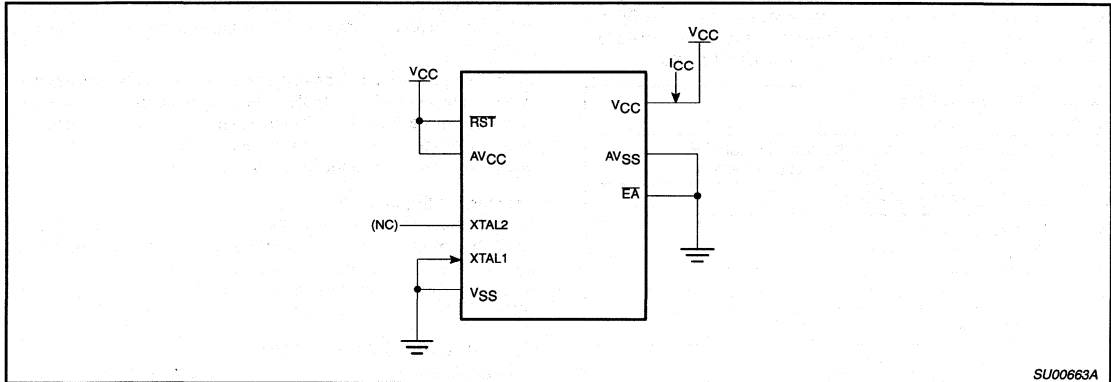 VCC
ICC
VCC
VCC
RST
AVCC
AVSS
EA
(NC)
XTAL2
XTAL1
VSS
SU00663A